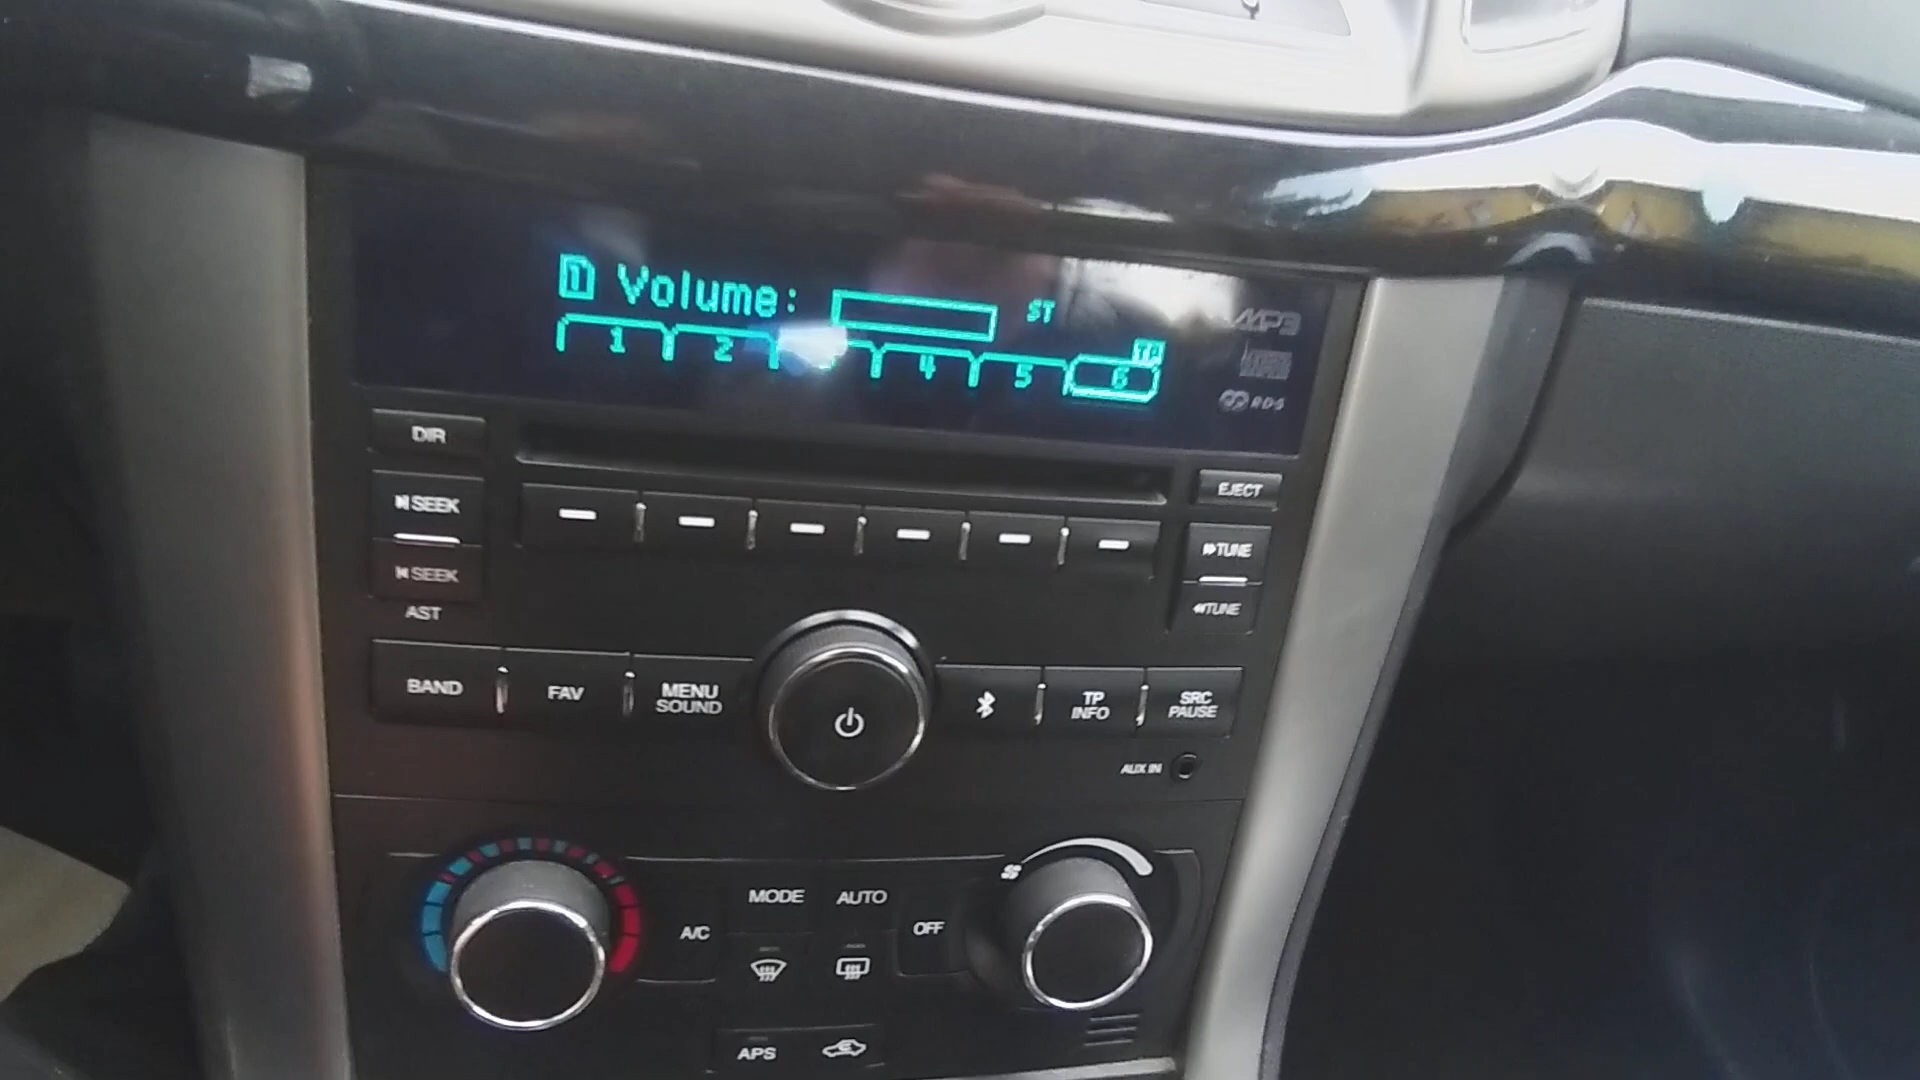 1 Volume: ST
1 2 4 5 6 TP
MP3
RDS
DIR
EJECT
SEEK
TUNE
SEEK
TUNE
AST
BAND FAV MENU SOUND TP INFO SRC PAUSE
AUX IN
MODE AUTO
A/C OFF
APS